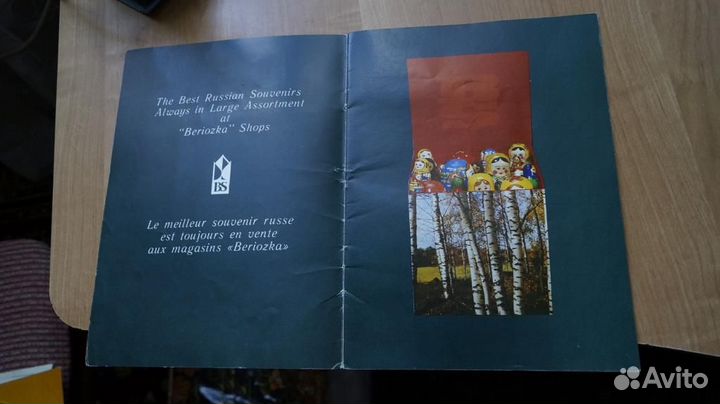 The Best Russian Souvenirs
Always in Large Assortment
at
"Beriozka" Shops
BS
Le meilleur souvenir russe
est toujours en vente
aux magasins «Beriozka»
Avito